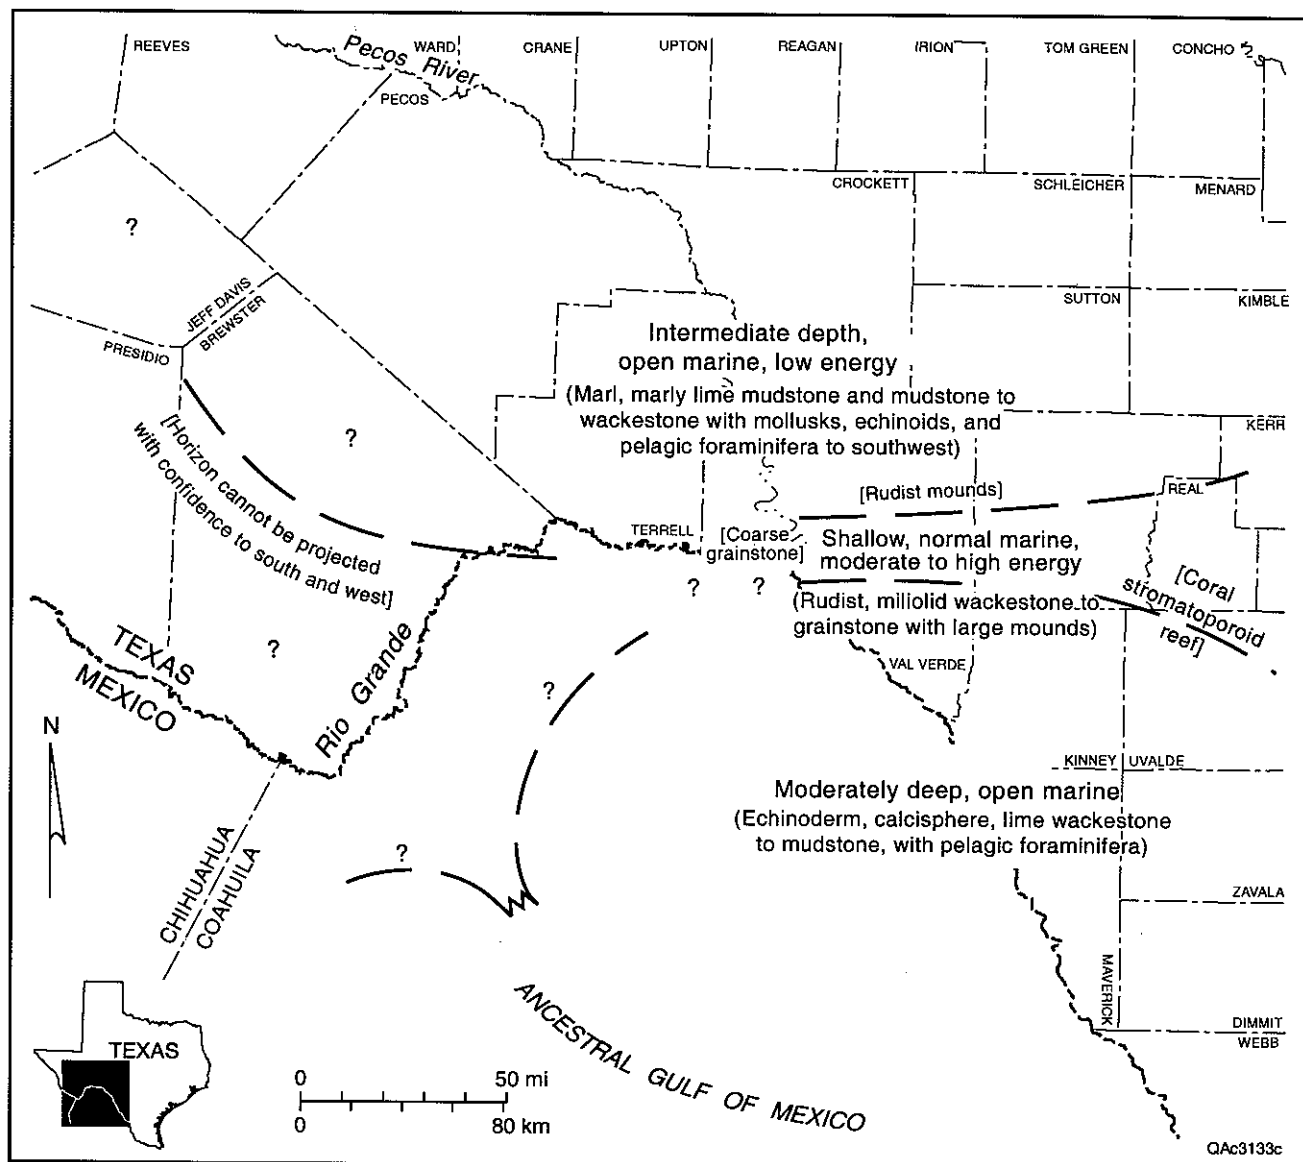 REEVES
Pecos River
WARD
PECOS
CRANE
UPTON
REAGAN
IRION
TOM GREEN
CONCHO
CROCKETT
SCHLEICHER
MENARD
?
JEFF DAVIS
BREWSTER
PRESIDIO
SUTTON
KIMBLE
Intermediate depth,
open marine, low energy
(Marl, marly lime mudstone and mudstone to
wackestone with mollusks, echinoids, and
pelagic foraminifera to southwest)
KERR
?
[Horizon cannot be projected
with confidence to south and west]
[Rudist mounds]
REAL
TERRELL
[Coarse
grainstone]
Shallow, normal marine,
moderate to high energy
(Rudist, miliolid wackestone to
grainstone with large mounds)
[Coral
stromatoporoid
reef]
?
?
VAL VERDE
TEXAS
MEXICO
?
Rio Grande
?
N
KINNEY
UVALDE
Moderately deep, open marine
(Echinoderm, calcisphere, lime wackestone
to mudstone, with pelagic foraminifera)
?
CHIHUAHUA
COAHUILA
ZAVALA
MAVERICK
DIMMIT
WEBB
ANCESTRAL GULF OF MEXICO
TEXAS
0
50 mi
0
80 km
QAc3133c